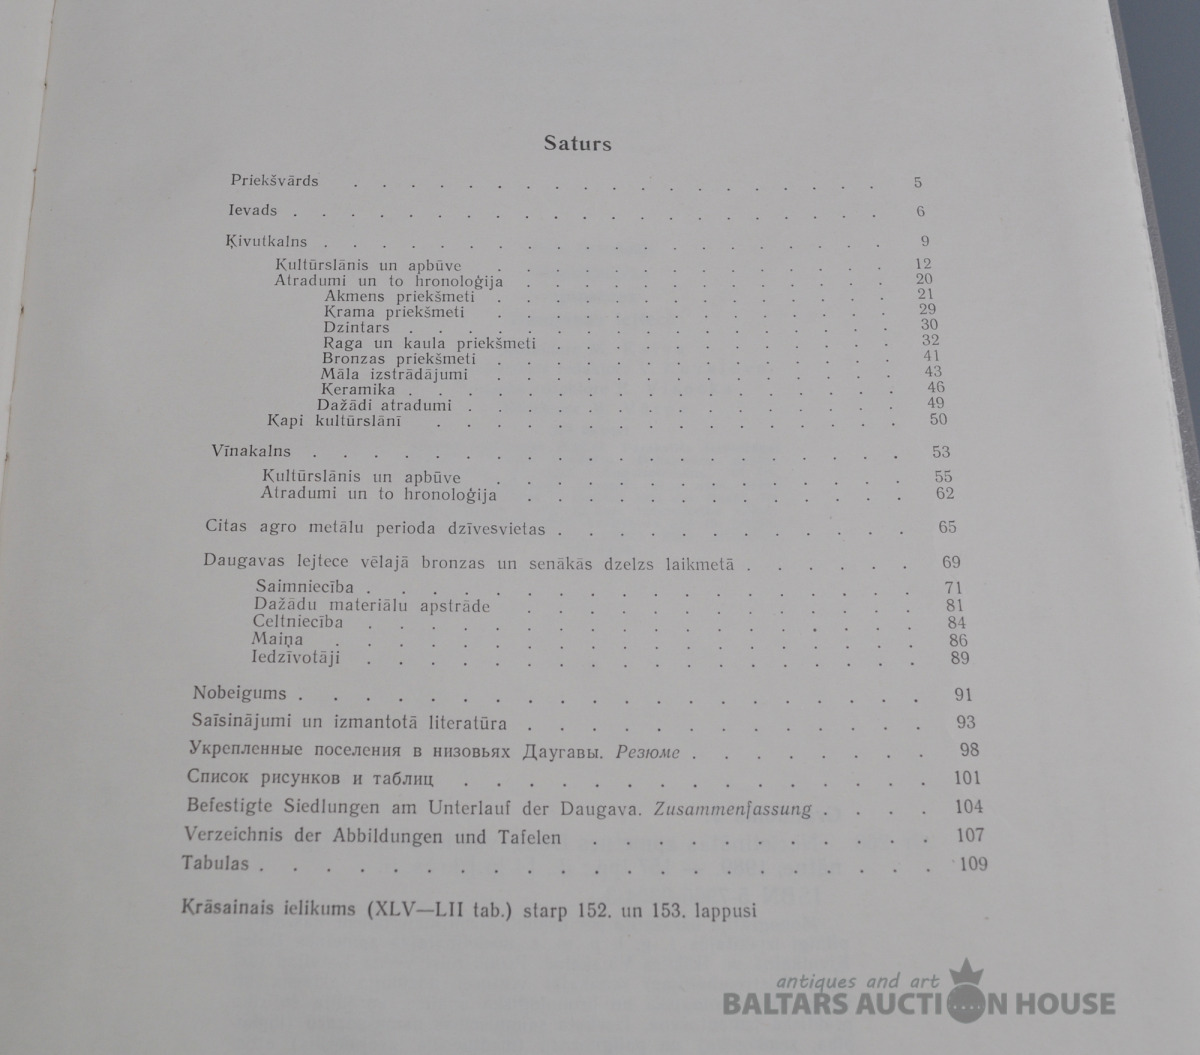 Saturs
Priekšvārds . . . . . . . . . . . . . . . . . . . 5
Ievads . . . . . . . . . . . . . . . . . . . . . 6
Ķivutkalns . . . . . . . . . . . . . . . . . . . . 9
Kultūrslānis un apbūve . . . . . . . . . . . . . . 12
Atradumi un to hronoloģija . . . . . . . . . . . . . 20
Akmens priekšmeti . . . . . . . . . . . . . . 21
Krama priekšmeti . . . . . . . . . . . . . . 29
Dzintars . . . . . . . . . . . . . . . . . 30
Raga un kaula priekšmeti . . . . . . . . . . . . 32
Bronzas priekšmeti . . . . . . . . . . . . . . 41
Māla izstrādājumi . . . . . . . . . . . . . . 43
Keramika . . . . . . . . . . . . . . . . . 46
Dažādi atradumi . . . . . . . . . . . . . . . 49
Kapi kultūrslānī . . . . . . . . . . . . . . . . 50
Vīnakalns . . . . . . . . . . . . . . . . . . . . 53
Kultūrslānis un apbūve . . . . . . . . . . . . . . 55
Atradumi un to hronoloģija . . . . . . . . . . . . . 62
Citas agro metālu perioda dzīvesvietas . . . . . . . . . . . . 65
Daugavas lejtece vēlajā bronzas un senākās dzelzs laikmetā . . . . . . 69
Saimniecība . . . . . . . . . . . . . . . . . . 71
Dažādu materiālu apstrāde . . . . . . . . . . . . . 81
Celtniecība . . . . . . . . . . . . . . . . . . 84
Maiņa . . . . . . . . . . . . . . . . . . . 86
Iedzīvotāji . . . . . . . . . . . . . . . . . . 89
Nobeigums . . . . . . . . . . . . . . . . . . . . . 91
Saīsinājumi un izmantotā literatūra . . . . . . . . . . . . . 93
Укрепленные поселения в низовьях Даугавы. Резюме . . . . . . . . 98
Список рисунков и таблиц . . . . . . . . . . . . . . . 101
Befestigte Siedlungen am Unterlauf der Daugava. Zusammenfassung . . . . 104
Verzeichnis der Abbildungen und Tafelen . . . . . . . . . . . 107
Tabulas . . . . . . . . . . . . . . . . . . . . . . 109
Krāsainais ielikums (XLV—LII tab.) starp 152. un 153. lappusi
antiques and art
BALTARS AUCTION HOUSE